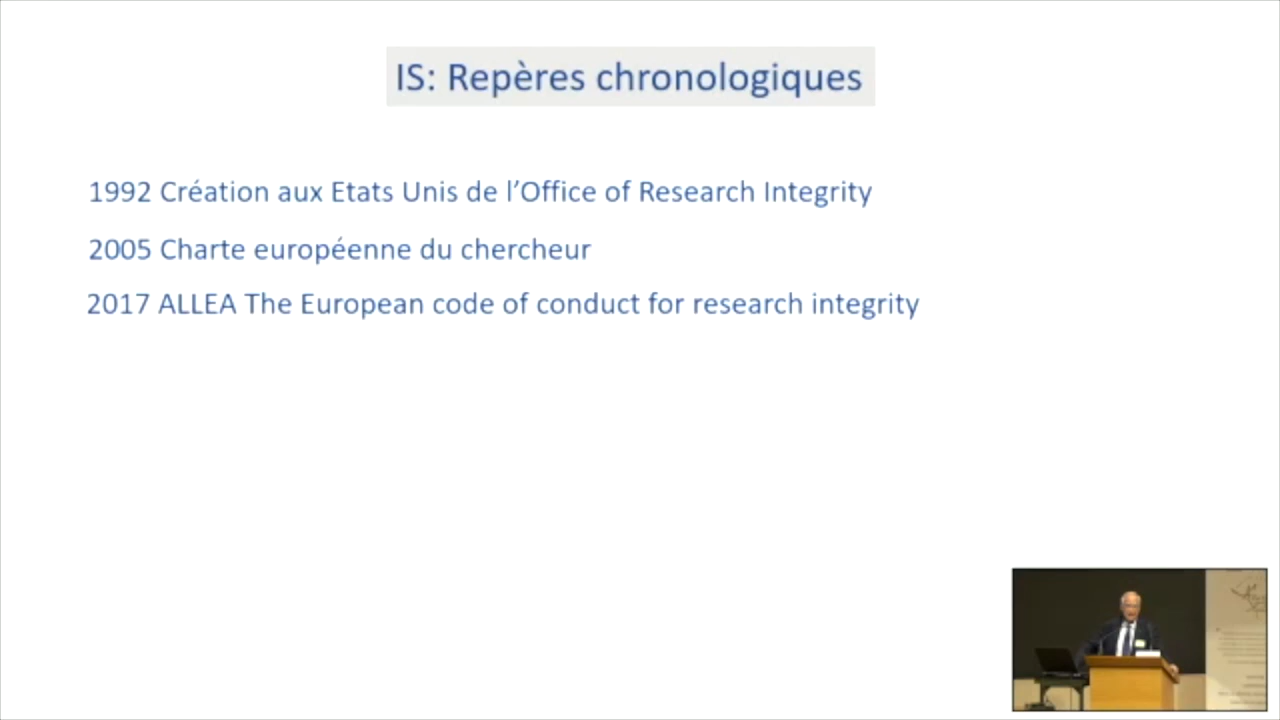 IS: Repères chronologiques
1992 Création aux Etats Unis de l’Office of Research Integrity
2005 Charte européenne du chercheur
2017 ALLEA The European code of conduct for research integrity